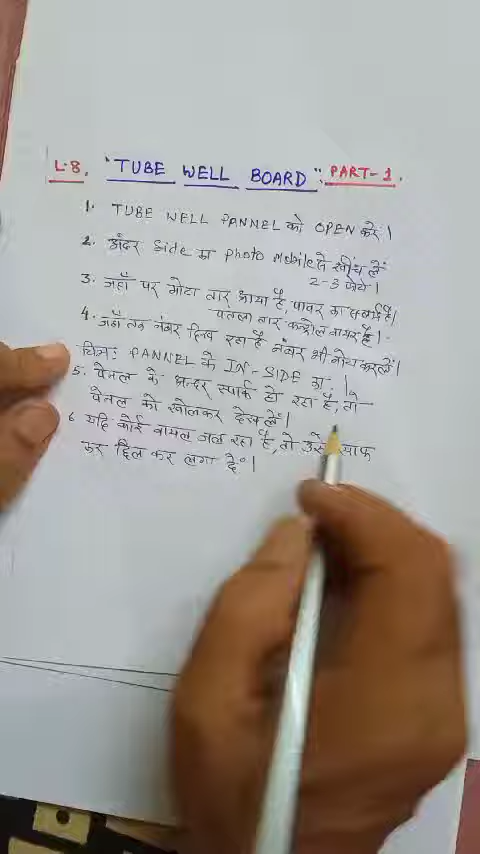 L-8. "TUBE WELL BOARD" PART-1.
1. TUBE WELL PANNEL को OPEN करें।
2. अंदर Side का Photo Mobile से खींच लें
2-3 फोटो।
3. जहाँ पर मोटा तार आया है, पावर का सप्लाई है।
पतला तार कन्ट्रोल वायर है।
4. जहाँ तक नंबर लिख रहा है नंबर भी नोट करलें।
चित्र: PANNEL के IN-SIDE का।
5. पैनल के अन्दर स्पार्क हो रहा है, तो
पैनल को खोलकर देख लें।
6 यदि कोई वायर जल रहा है, तो उसे साफ
कर छिल कर लगा दें।